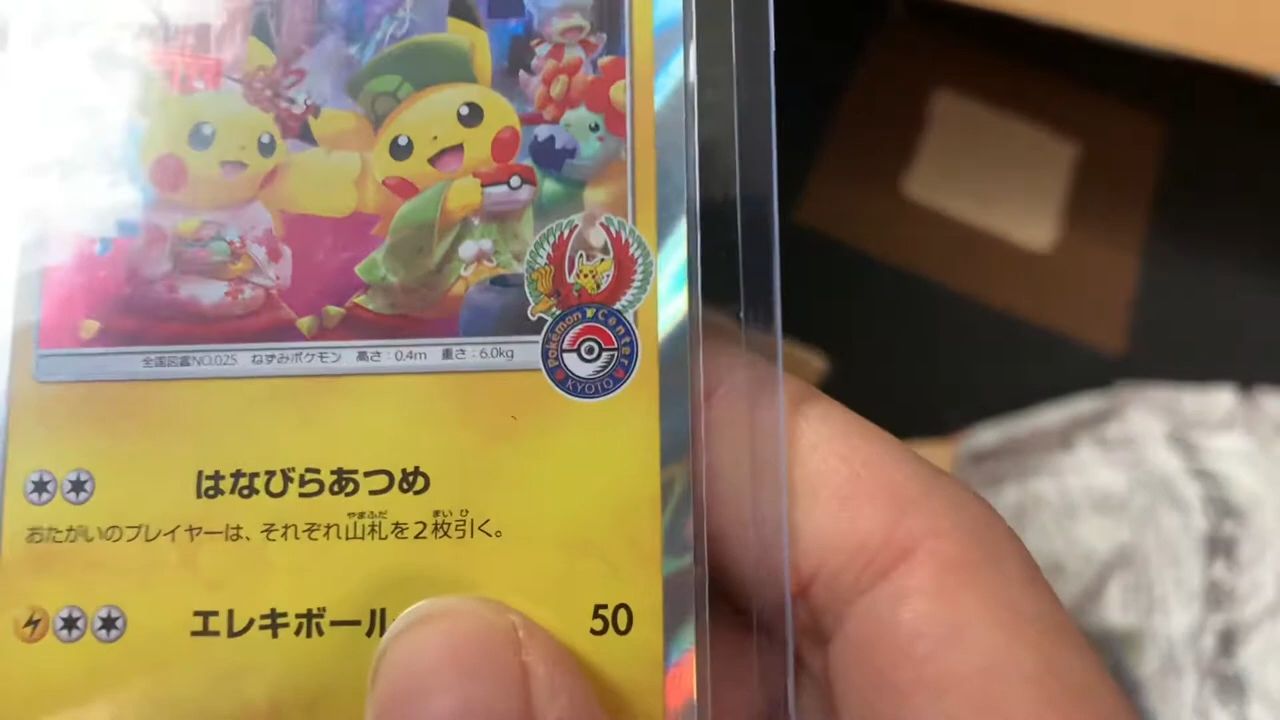 Pokémon Center
KYOTO
全国図鑑NO.025 ねずみポケモン 高さ：0.4m 重さ：6.0kg
はなびらあつめ
おたがいのプレイヤーは、それぞれ山札を2枚引く。
やまふだ まい ひ
エレキボール 50